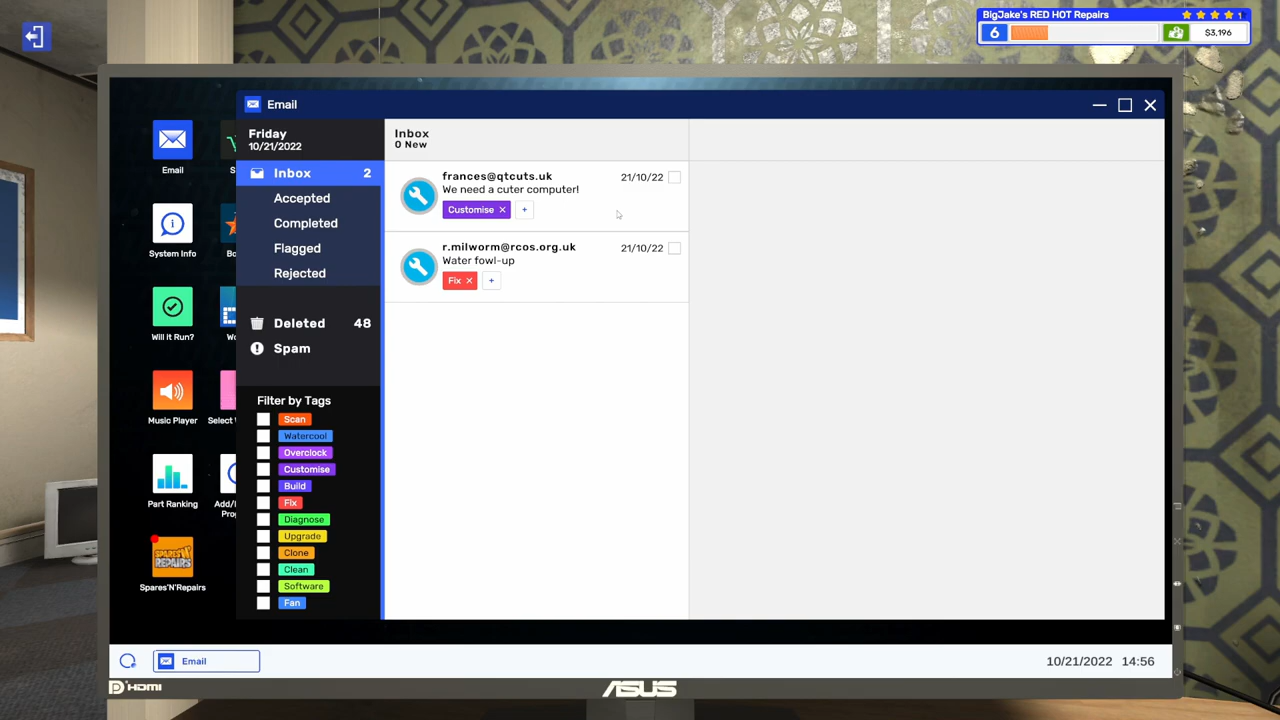 BigJake's RED HOT Repairs
1
6
$3,196
Email
Friday
10/21/2022
Inbox 2
Accepted
Completed
Flagged
Rejected
Deleted 48
Spam
Filter by Tags
Scan
Watercool
Overclock
Customise
Build
Fix
Diagnose
Upgrade
Clone
Clean
Software
Fan
Inbox
0 New
frances@qtcuts.uk 21/10/22
We need a cuter computer!
Customise × +
r.milworm@rcos.org.uk 21/10/22
Water fowl-up
Fix × +
Email
System Info
Will it Run?
Music Player
Part Ranking
Spares'N'Repairs
SPARES N' REPAIRS
Email
10/21/2022 14:56
HDMI
ASUS